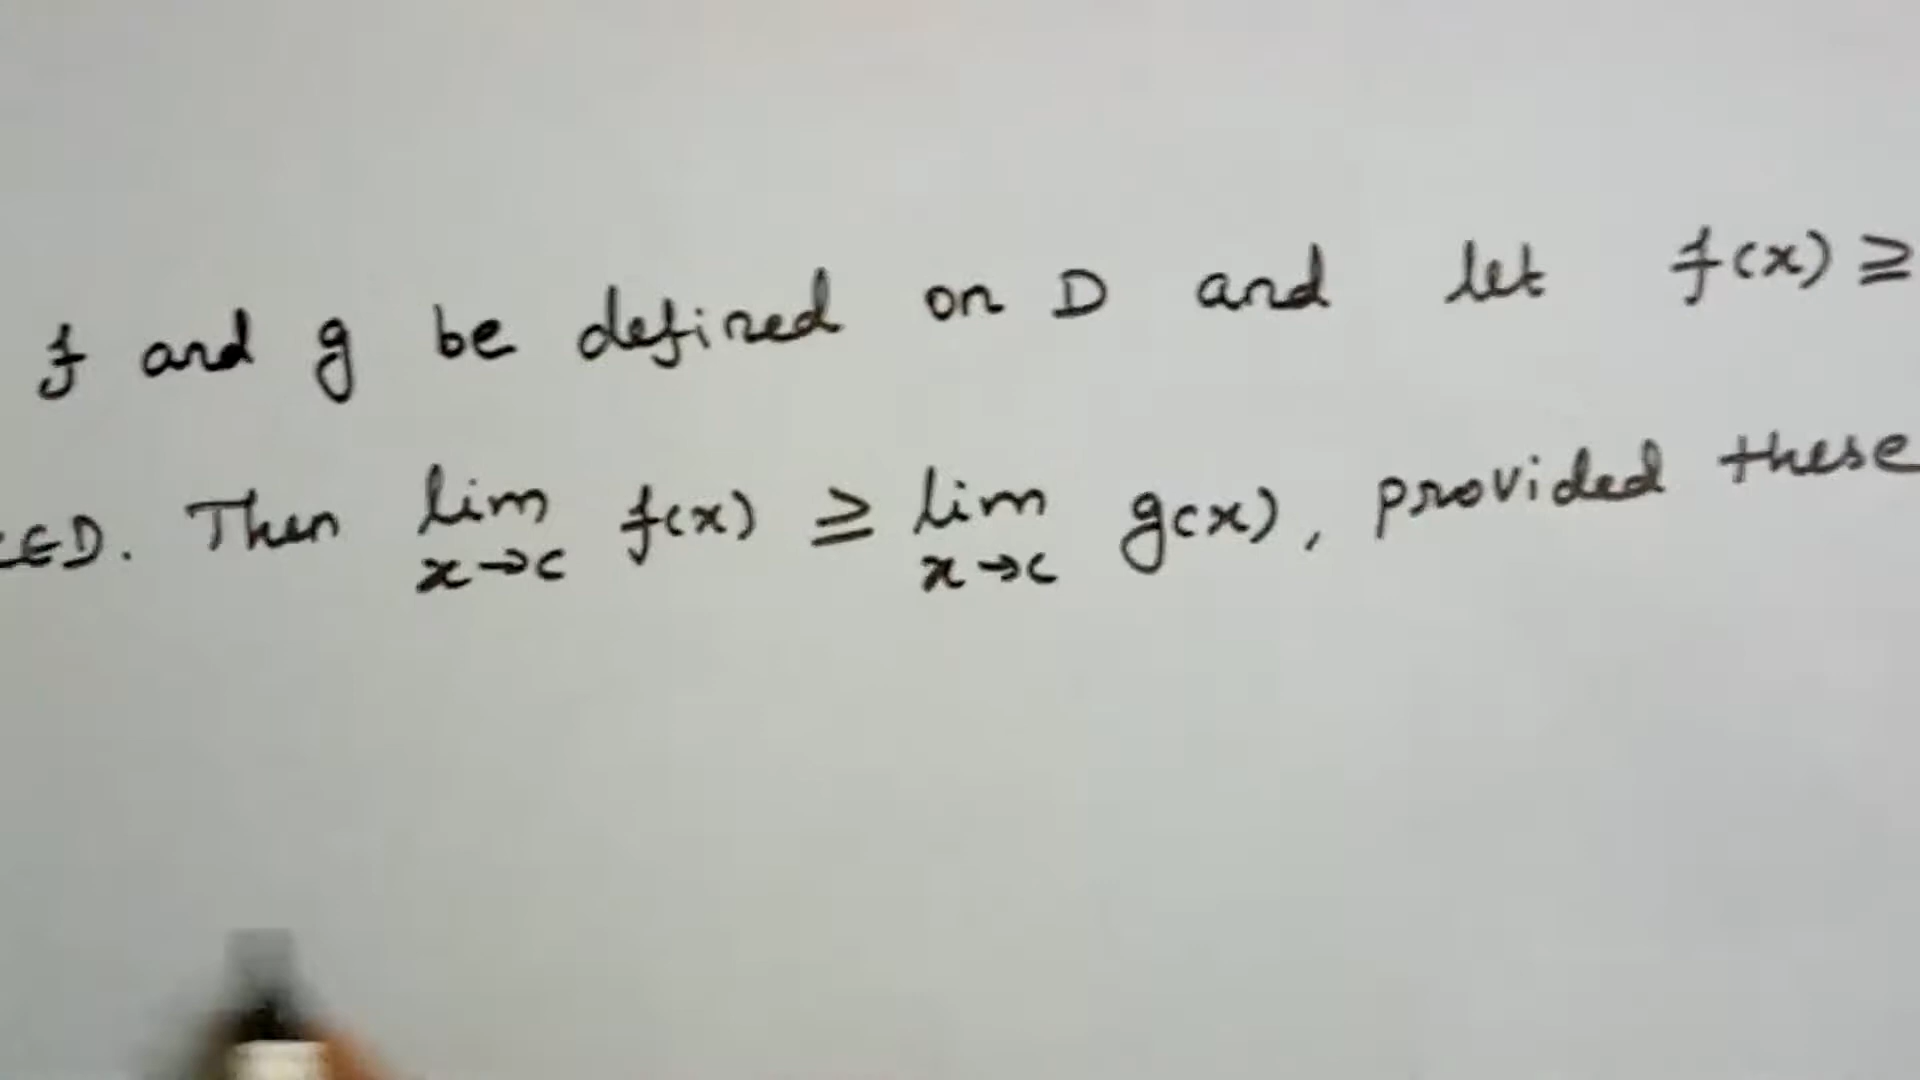 f and g be defined on D and let f(x) ≥
∈D. Then lim x→c f(x) ≥ lim x→c g(x), provided these